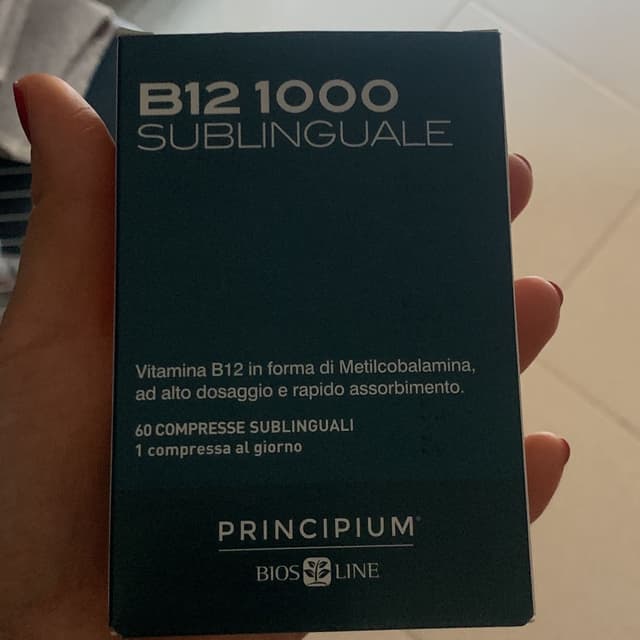 B12 1000
SUBLINGUALE
Vitamina B12 in forma di Metilcobalamina,
ad alto dosaggio e rapido assorbimento.
60 COMPRESSE SUBLINGUALI
1 compressa al giorno
PRINCIPIUM®
BIOS LINE